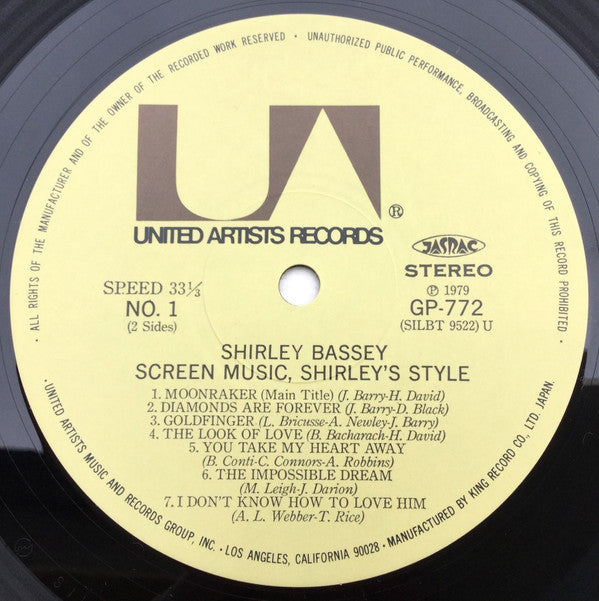 · ALL RIGHTS OF THE MANUFACTURER AND OF THE OWNER OF THE RECORDED WORK RESERVED · UNAUTHORIZED PUBLIC PERFORMANCE, BROADCASTING AND COPYING OF THIS RECORD PROHIBITED ·
UA ®
UNITED ARTISTS RECORDS
JASRAC
STEREO
SPEED 33⅓
NO. 1
(2 Sides)
℗ 1979
GP-772
(SILBT 9522) U
SHIRLEY BASSEY
SCREEN MUSIC, SHIRLEY'S STYLE
1. MOONRAKER (Main Title) (J. Barry-H. David)
2. DIAMONDS ARE FOREVER (J. Barry-D. Black)
3. GOLDFINGER (L. Bricusse-A. Newley-J. Barry)
4. THE LOOK OF LOVE (B. Bacharach-H. David)
5. YOU TAKE MY HEART AWAY
(B. Conti-C. Connors-A. Robbins)
6. THE IMPOSSIBLE DREAM
(M. Leigh-J. Darion)
7. I DON'T KNOW HOW TO LOVE HIM
(A. L. Webber-T. Rice)
· UNITED ARTISTS MUSIC AND RECORDS GROUP, INC. · LOS ANGELES, CALIFORNIA 90028 · MANUFACTURED BY KING RECORD CO., LTD. JAPAN.